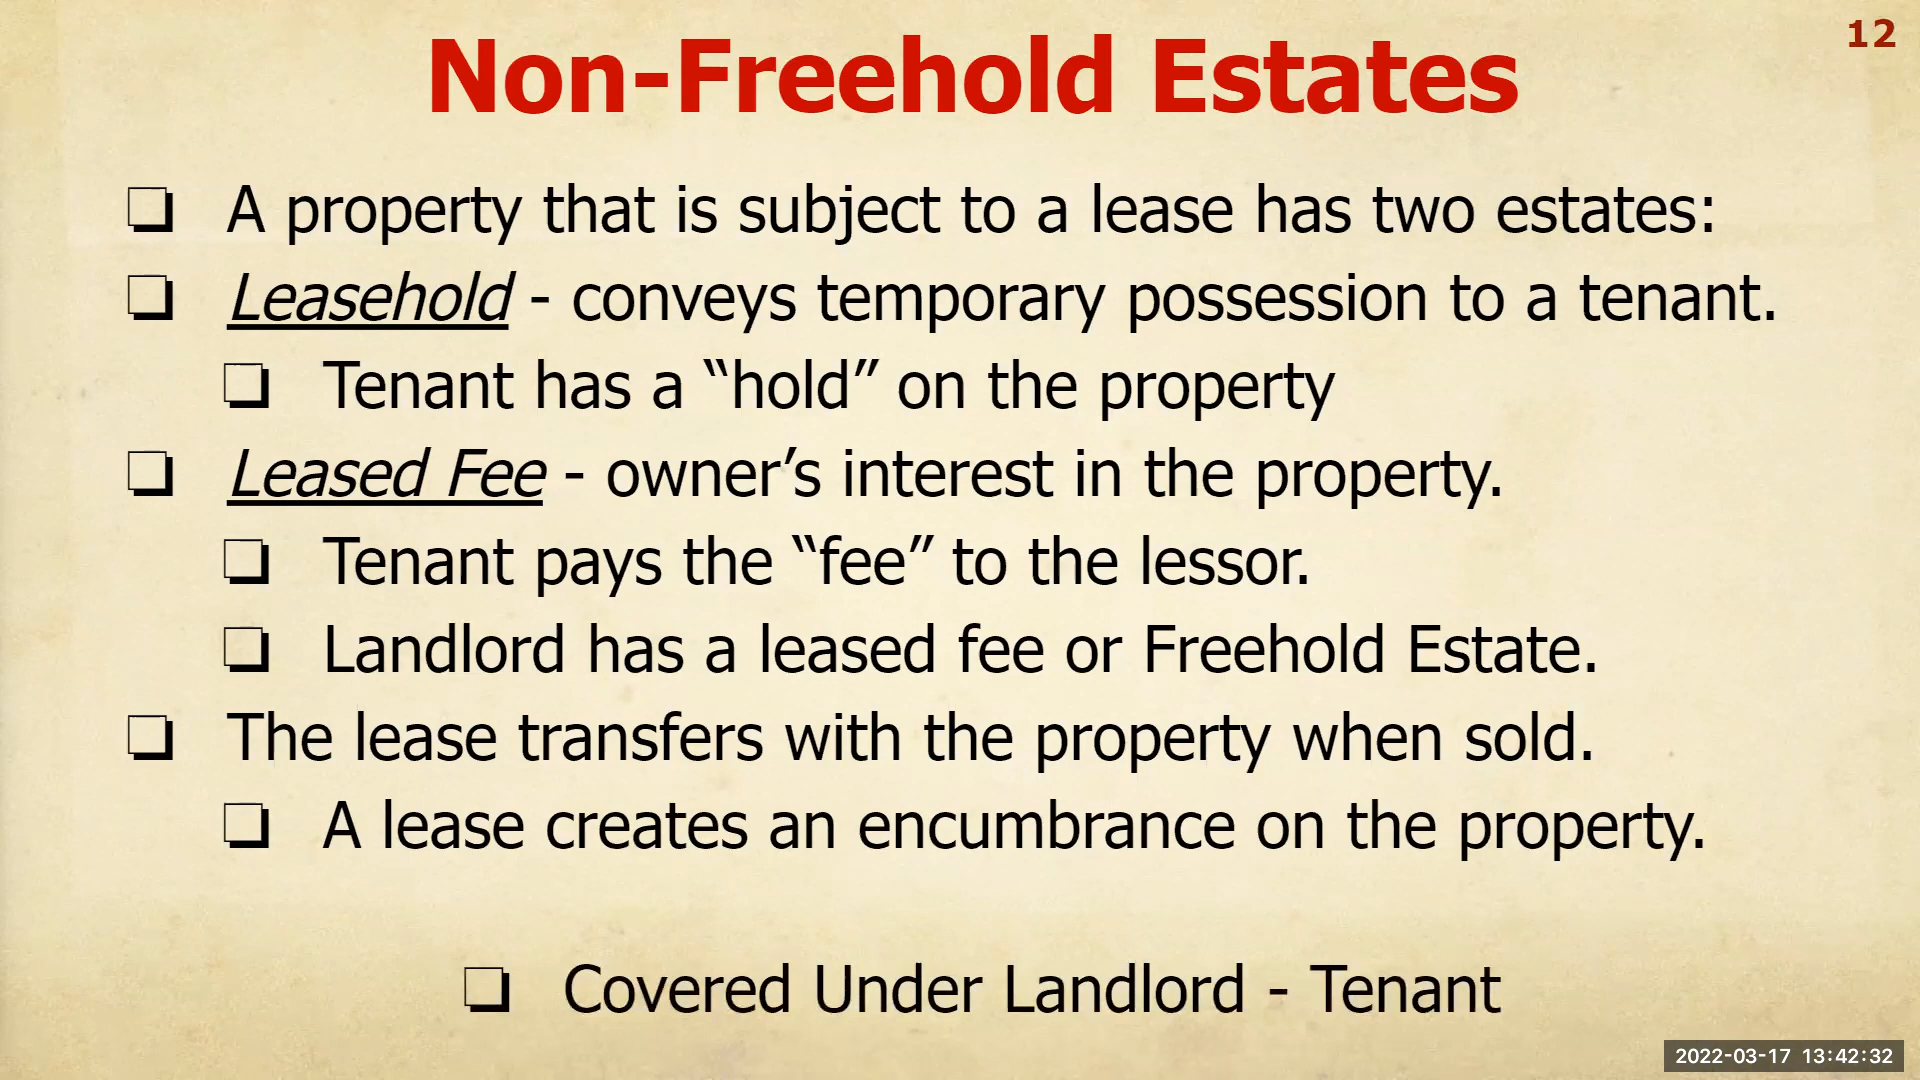 12
Non-Freehold Estates
❑ A property that is subject to a lease has two estates:
❑ Leasehold - conveys temporary possession to a tenant.
❑ Tenant has a “hold” on the property
❑ Leased Fee - owner’s interest in the property.
❑ Tenant pays the “fee” to the lessor.
❑ Landlord has a leased fee or Freehold Estate.
❑ The lease transfers with the property when sold.
❑ A lease creates an encumbrance on the property.
❑ Covered Under Landlord - Tenant
2022-03-17 13:42:32